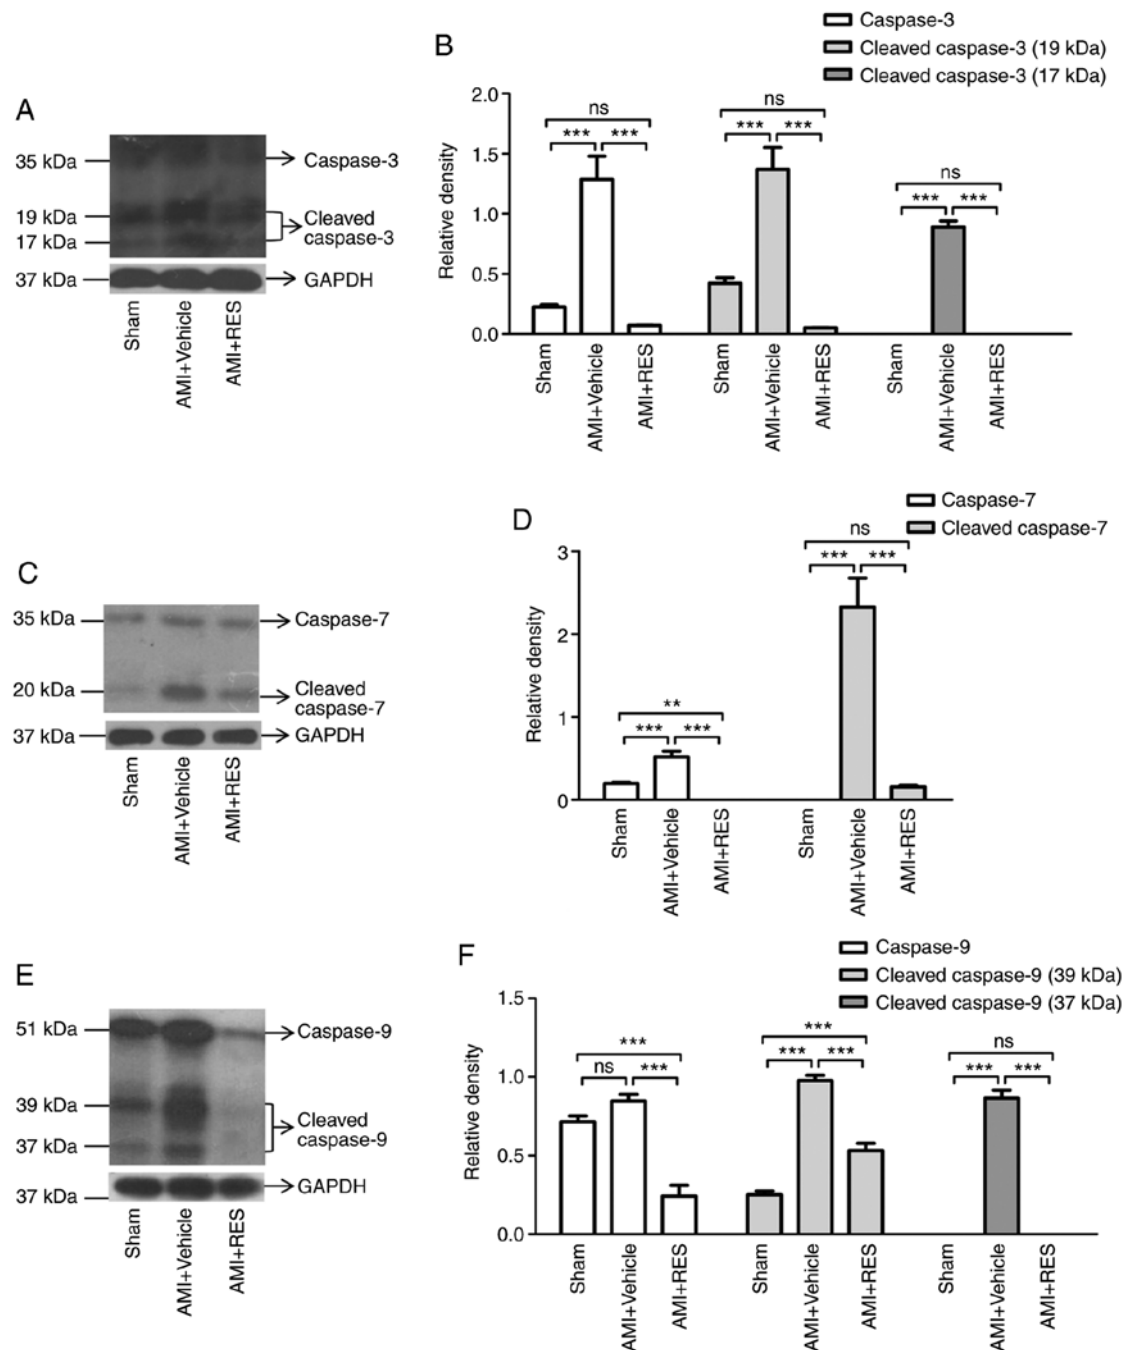 A
35 kDa
Caspase-3
19 kDa
17 kDa
Cleaved
caspase-3
37 kDa
GAPDH
Sham
AMI+Vehicle
AMI+RES
B
Caspase-3
Cleaved caspase-3 (19 kDa)
Cleaved caspase-3 (17 kDa)
Relative density
2.0
1.5
1.0
0.5
0.0
ns
*** ***
ns
*** ***
ns
*** ***
Sham
AMI+Vehicle
AMI+RES
Sham
AMI+Vehicle
AMI+RES
Sham
AMI+Vehicle
AMI+RES
C
35 kDa
Caspase-7
20 kDa
Cleaved
caspase-7
37 kDa
GAPDH
Sham
AMI+Vehicle
AMI+RES
D
Caspase-7
Cleaved caspase-7
Relative density
3
2
1
0
**
*** ***
ns
*** ***
Sham
AMI+Vehicle
AMI+RES
Sham
AMI+Vehicle
AMI+RES
E
51 kDa
Caspase-9
39 kDa
Cleaved
caspase-9
37 kDa
GAPDH
37 kDa
Sham
AMI+Vehicle
AMI+RES
F
Caspase-9
Cleaved caspase-9 (39 kDa)
Cleaved caspase-9 (37 kDa)
Relative density
1.5
1.0
0.5
0.0
***
ns ***
***
*** ***
ns
*** ***
Sham
AMI+Vehicle
AMI+RES
Sham
AMI+Vehicle
AMI+RES
Sham
AMI+Vehicle
AMI+RES